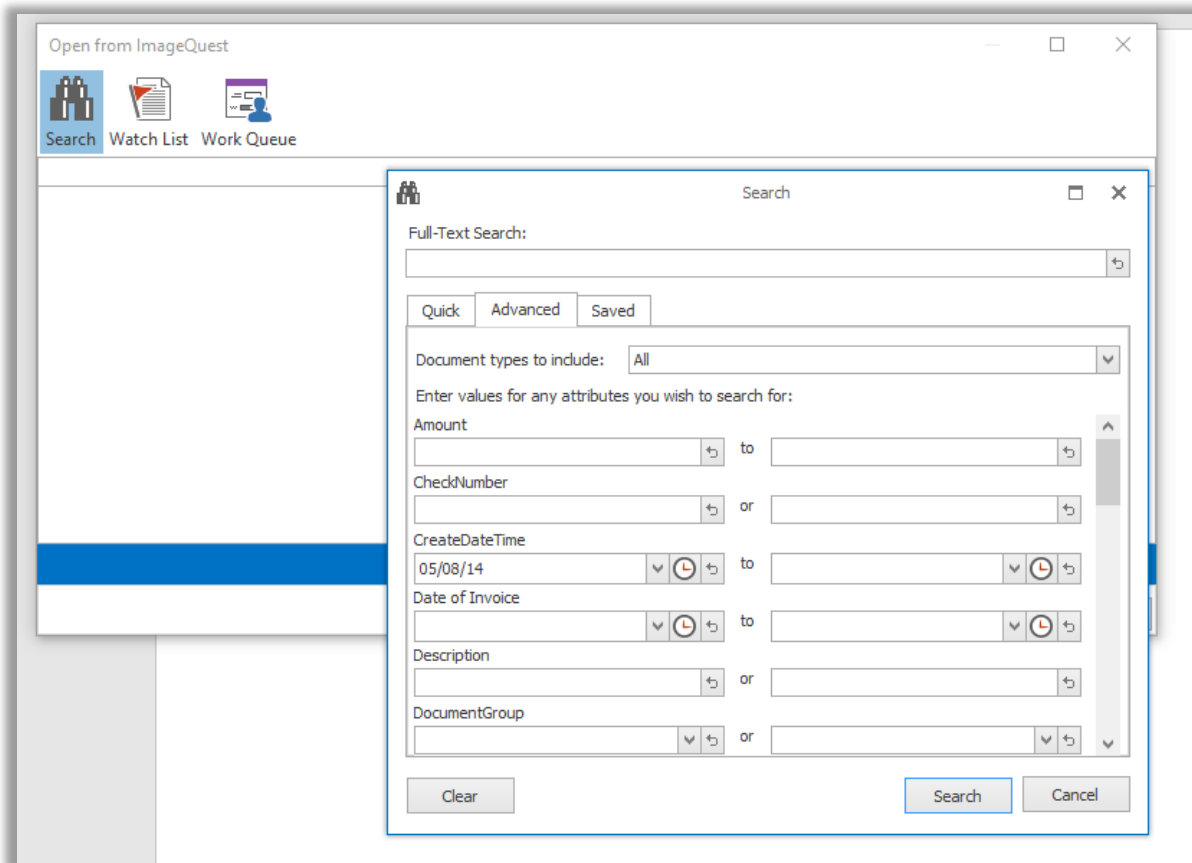 Open from ImageQuest
Search Watch List Work Queue
Search
Full-Text Search:
Quick Advanced Saved
Document types to include: All
Enter values for any attributes you wish to search for:
Amount
to
CheckNumber
or
CreateDateTime
05/08/14 to
Date of Invoice
to
Description
or
DocumentGroup
or
Clear Search Cancel